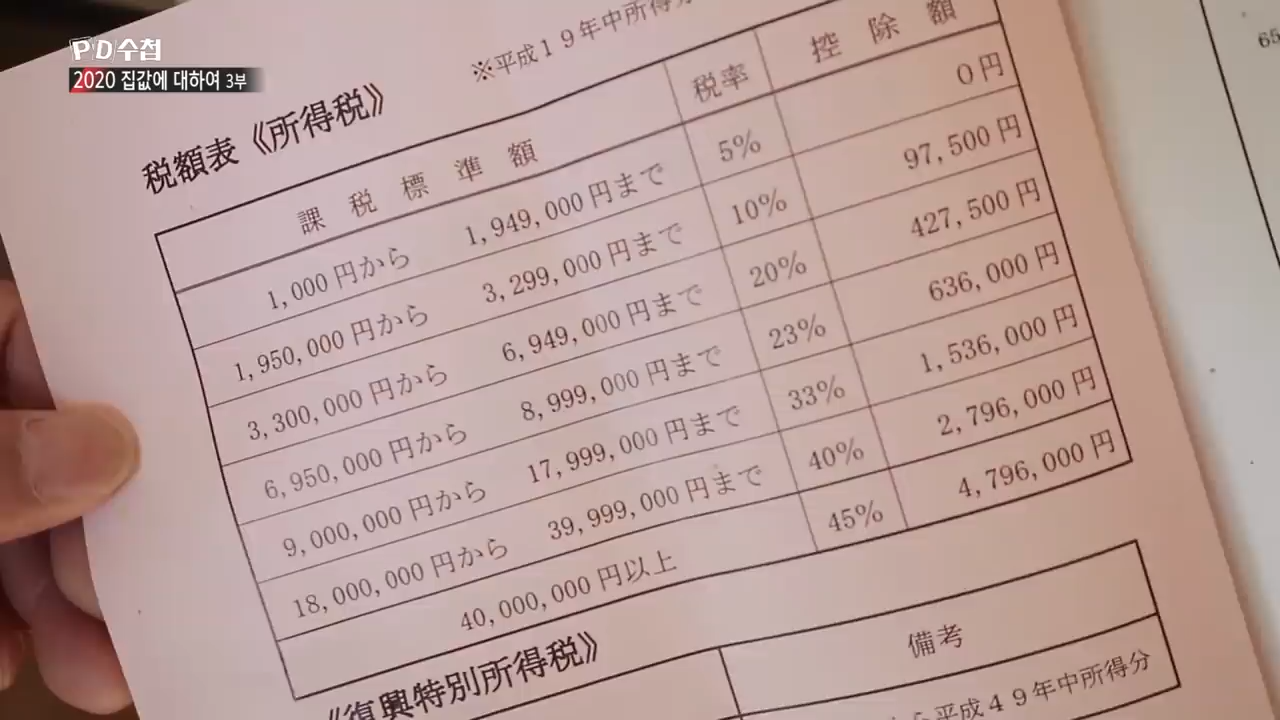 PD수첩
2020 집값에 대하여 3부
税額表《所得税》
※平成19年中所得分
課税標準額 税率 控除額
1,000円から 1,949,000円まで 5% 0円
1,950,000円から 3,299,000円まで 10% 97,500円
3,300,000円から 6,949,000円まで 20% 427,500円
6,950,000円から 8,999,000円まで 23% 636,000円
9,000,000円から 17,999,000円まで 33% 1,536,000円
18,000,000円から 39,999,000円まで 40% 2,796,000円
40,000,000円以上 45% 4,796,000円
《復興特別所得税》
備考
平成49年中所得分
65